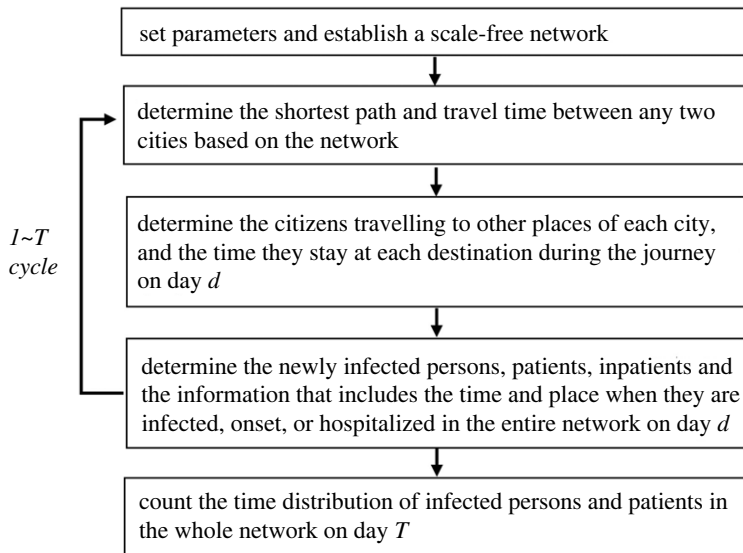 set parameters and establish a scale-free network
determine the shortest path and travel time between any two
cities based on the network
1~T
cycle
determine the citizens travelling to other places of each city,
and the time they stay at each destination during the journey
on day d
determine the newly infected persons, patients, inpatients and
the information that includes the time and place when they are
infected, onset, or hospitalized in the entire network on day d
count the time distribution of infected persons and patients in
the whole network on day T